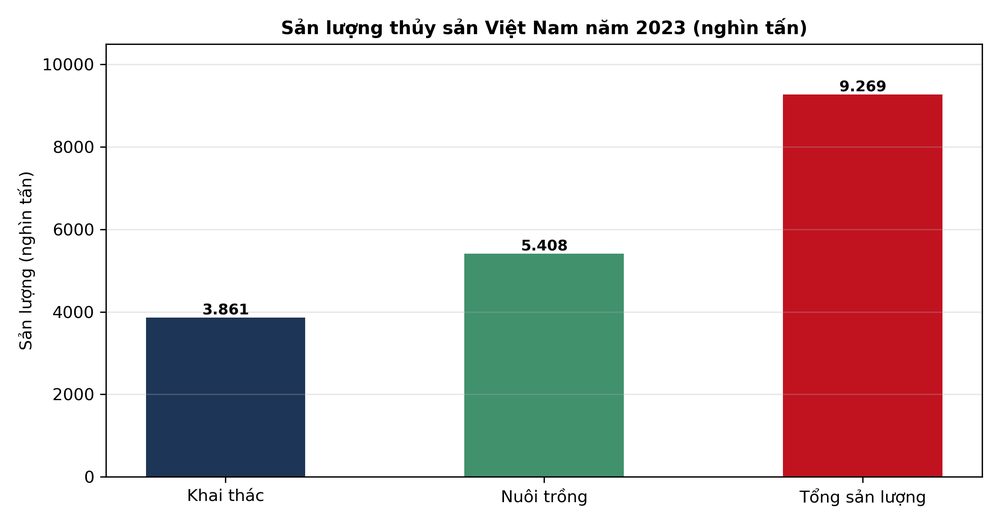 Sản lượng thủy sản Việt Nam năm 2023 (nghìn tấn)
Sản lượng (nghìn tấn)
10000
8000
6000
4000
2000
0
3.861
5.408
9.269
Khai thác
Nuôi trồng
Tổng sản lượng